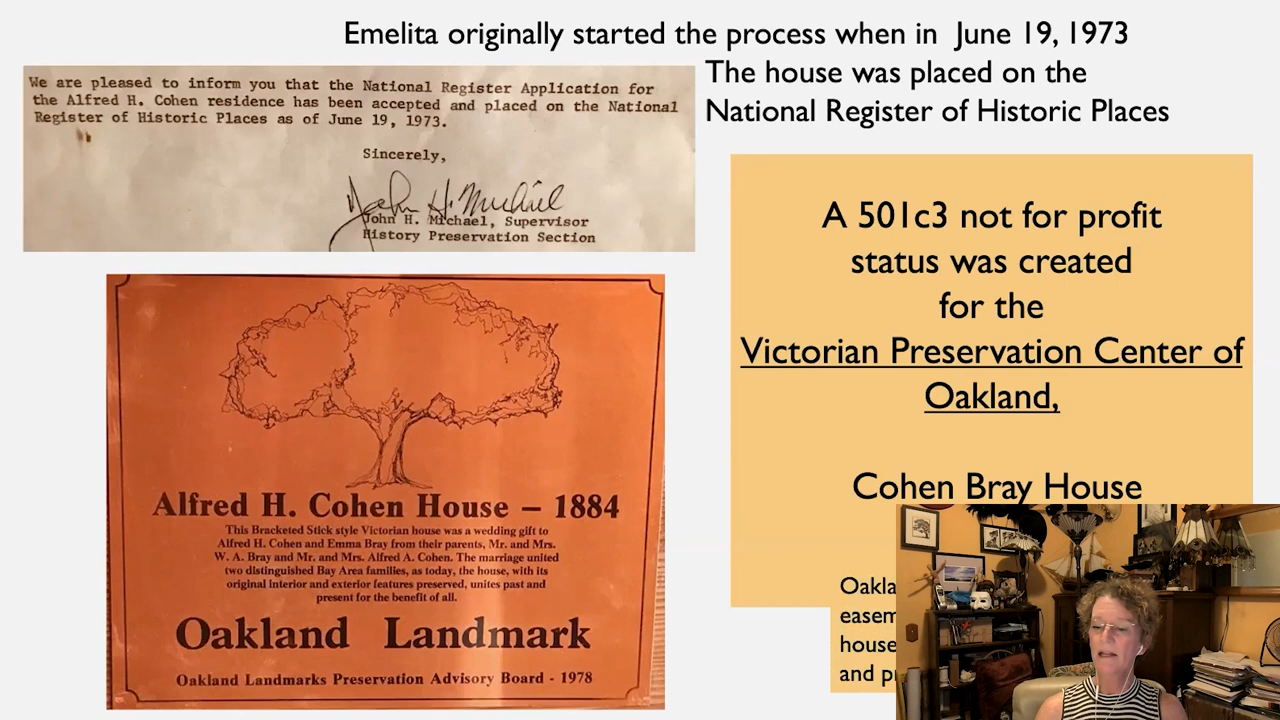 Emelita originally started the process when in June 19, 1973
The house was placed on the
National Register of Historic Places
We are pleased to inform you that the National Register Application for
the Alfred H. Cohen residence has been accepted and placed on the National
Register of Historic Places as of June 19, 1973.
Sincerely,
John H. Michael
John H. Michael, Supervisor
History Preservation Section
Alfred H. Cohen House – 1884
This Bracketed Stick style Victorian house was a wedding gift to
Alfred H. Cohen and Emma Bray from their parents, Mr. and Mrs.
W. A. Bray and Mr. and Mrs. Alfred A. Cohen. The marriage united
two distinguished Bay Area families, as today, the house, with its
original interior and exterior features preserved, unites past and
present for the benefit of all.
Oakland Landmark
Oakland Landmarks Preservation Advisory Board - 1978
A 501c3 not for profit
status was created
for the
Victorian Preservation Center of
Oakland,
Cohen Bray House
Oakla
easem
house
and p